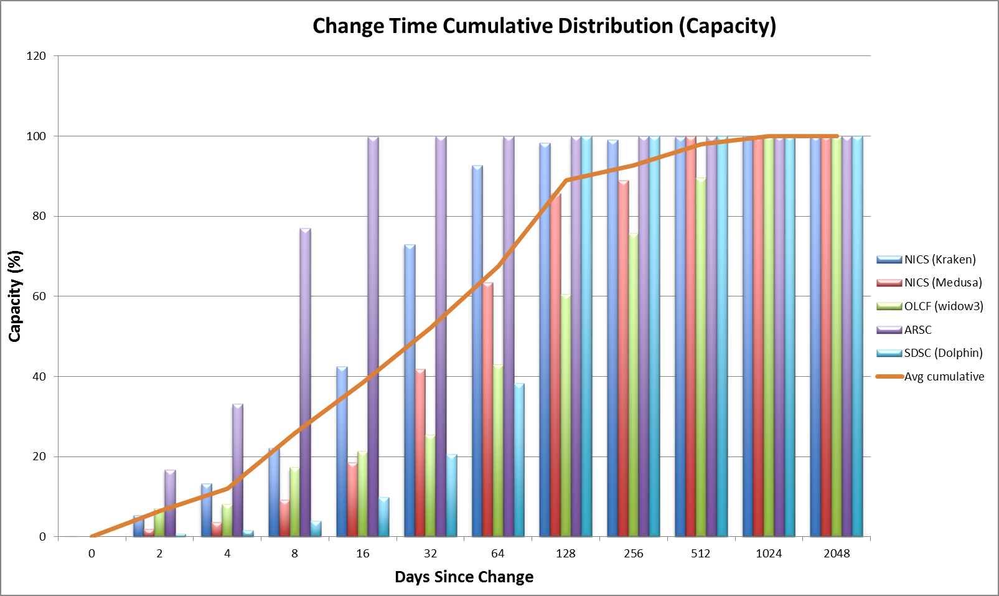 Change Time Cumulative Distribution (Capacity)
120
100
80
60
40
20
0
Capacity (%)
0 2 4 8 16 32 64 128 256 512 1024 2048
Days Since Change
NICS (Kraken)
NICS (Medusa)
OLCF (widow3)
ARSC
SDSC (Dolphin)
Avg cumulative